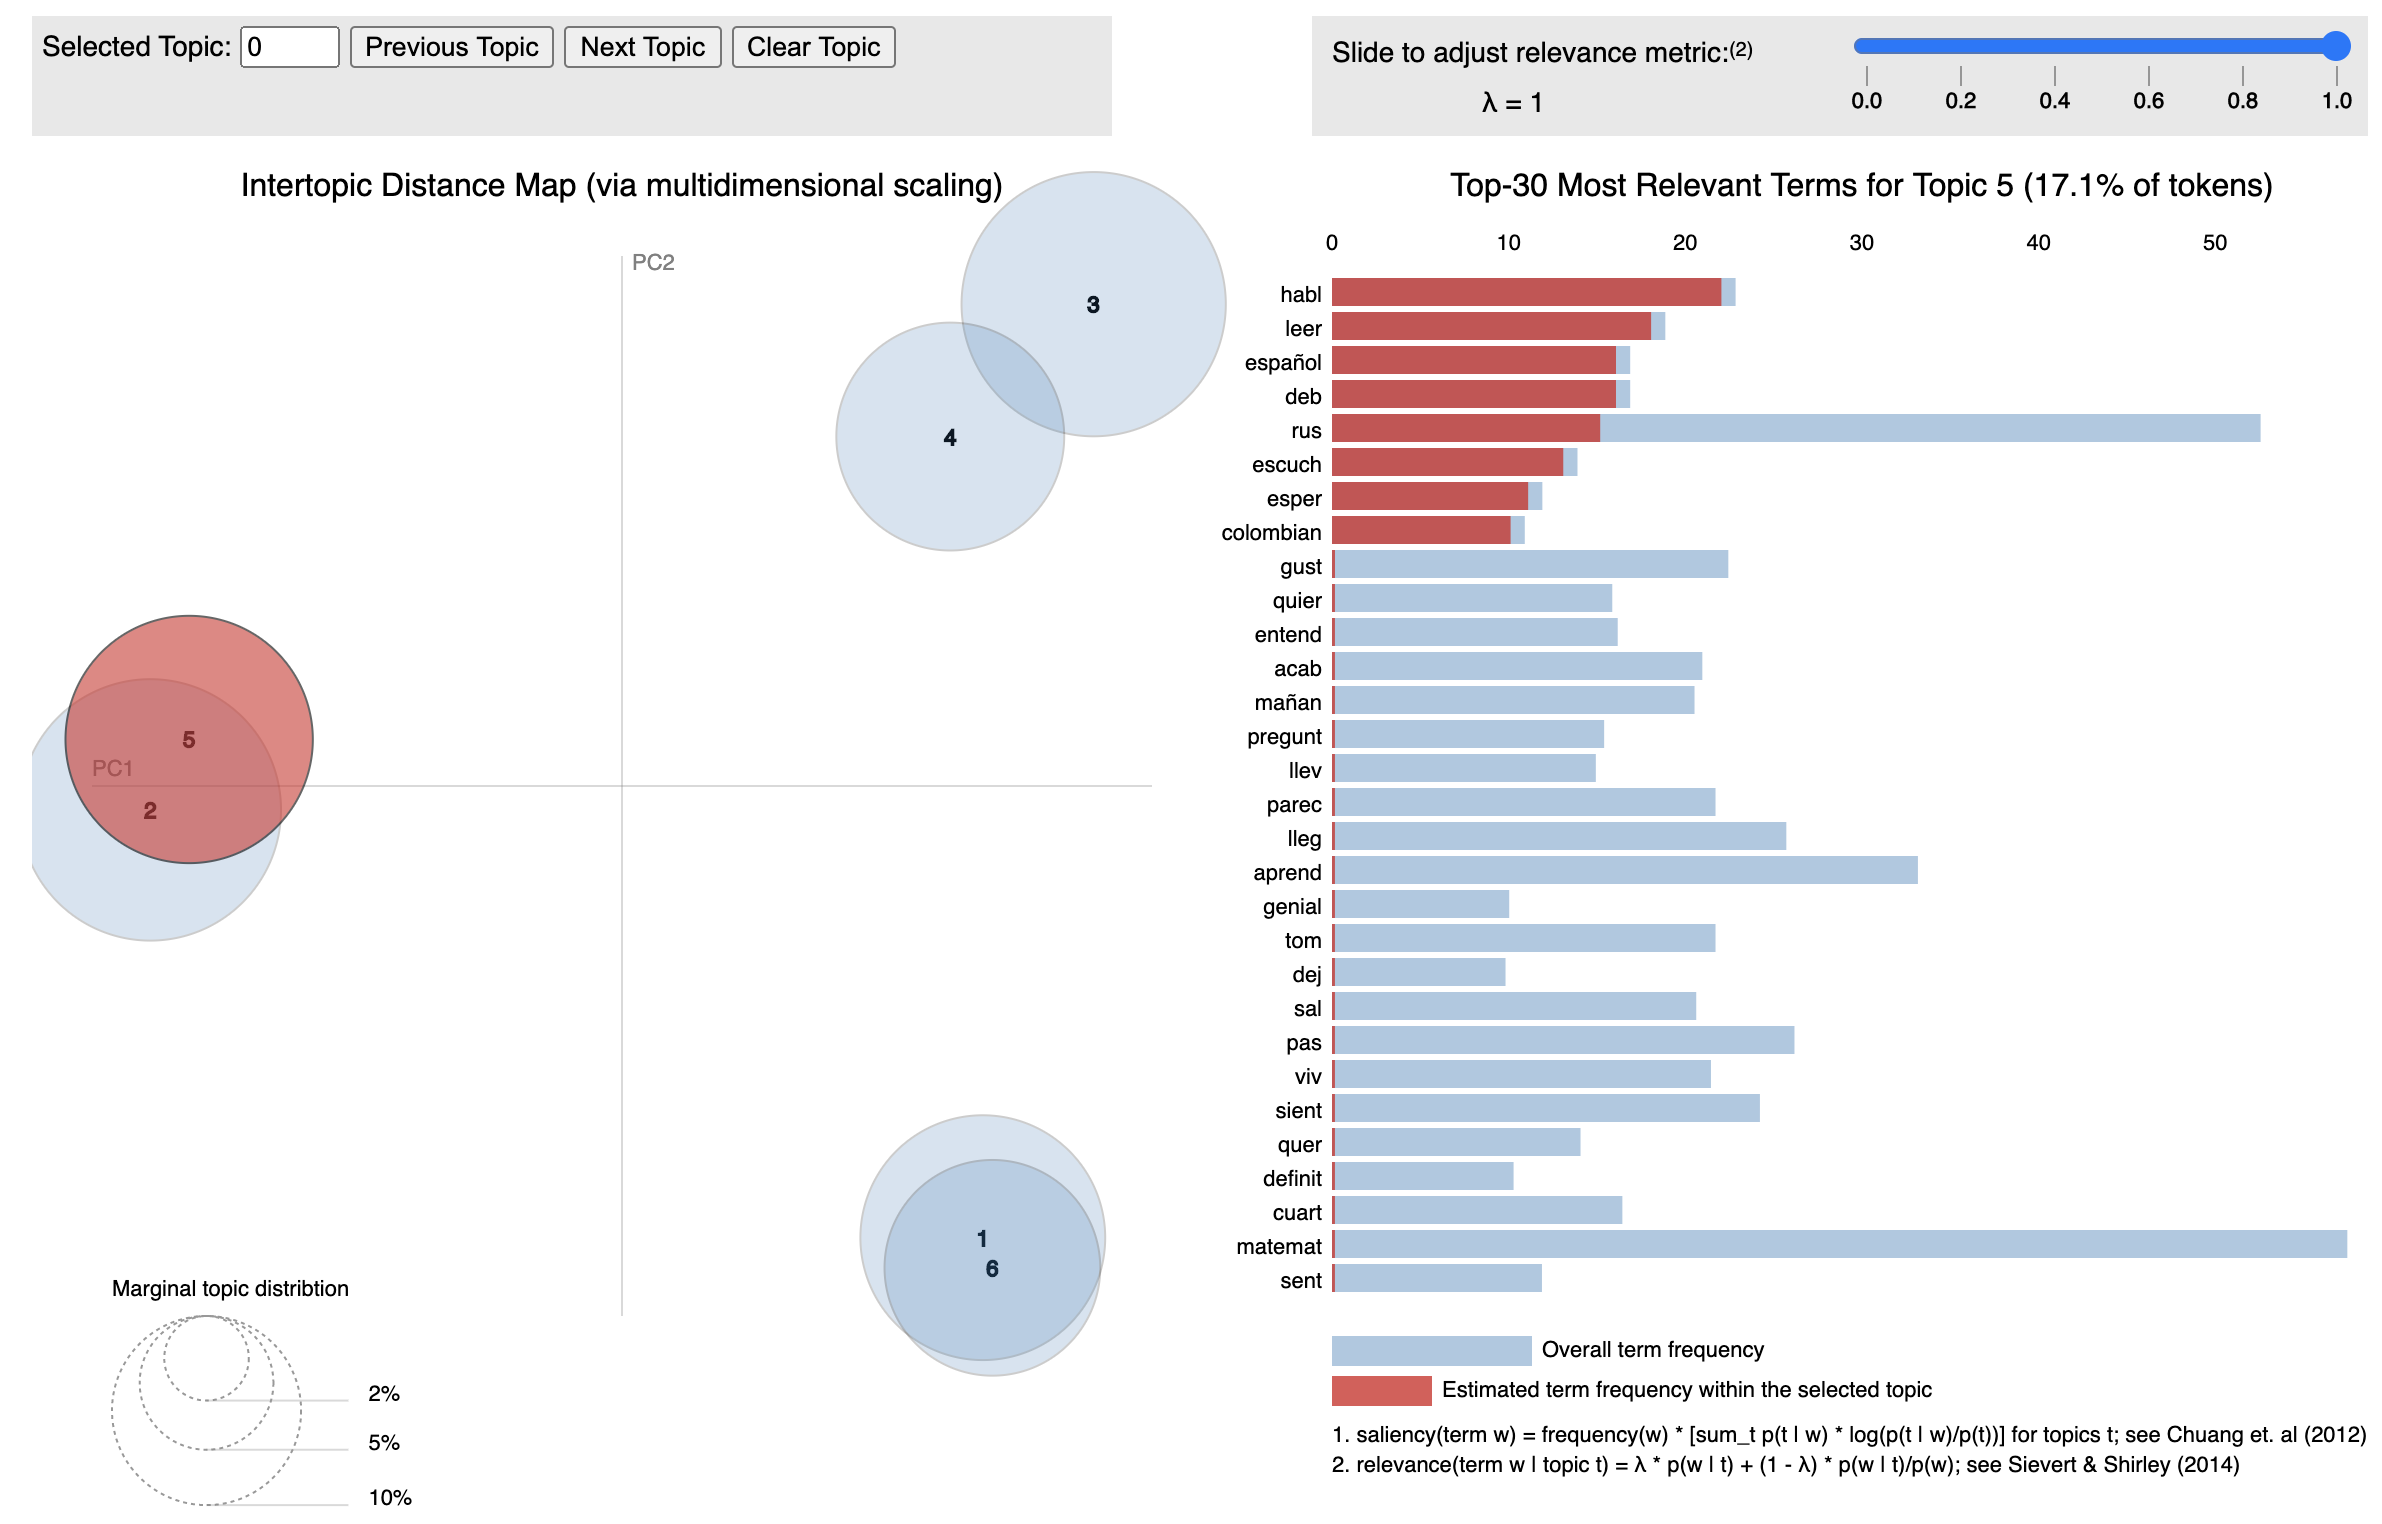 Selected Topic: 0 Previous Topic Next Topic Clear Topic
Slide to adjust relevance metric:(2)
λ = 1
0.0 0.2 0.4 0.6 0.8 1.0
Intertopic Distance Map (via multidimensional scaling)
PC2
3
4
5
PC1
2
1
6
Marginal topic distribtion
2%
5%
10%
Top-30 Most Relevant Terms for Topic 5 (17.1% of tokens)
0 10 20 30 40 50
habl
leer
español
deb
rus
escuch
esper
colombian
gust
quier
entend
acab
mañan
pregunt
llev
parec
lleg
aprend
genial
tom
dej
sal
pas
viv
sient
quer
definit
cuart
matemat
sent
Overall term frequency
Estimated term frequency within the selected topic
1. saliency(term w) = frequency(w) * [sum_t p(t | w) * log(p(t | w)/p(t))] for topics t; see Chuang et. al (2012)
2. relevance(term w | topic t) = λ * p(w | t) + (1 - λ) * p(w | t)/p(w); see Sievert & Shirley (2014)